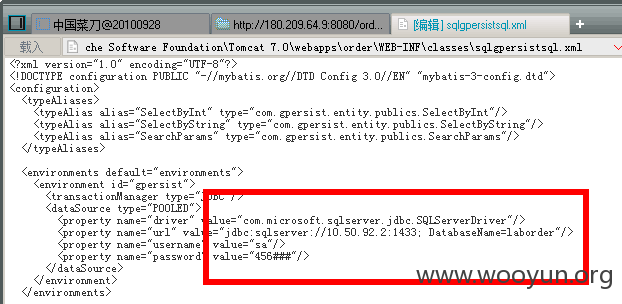 中国菜刀@20100928
http://180.209.64.9:8080/ord...
[编辑] sqlgpersistsql.xml
载入
che Software Foundation\Tomcat 7.0\webapps\order\WEB-INF\classes\sqlgpersistsql.xml
<?xml version="1.0" encoding="UTF-8"?>
<!DOCTYPE configuration PUBLIC "-//mybatis.org//DTD Config 3.0//EN" "mybatis-3-config.dtd">
<configuration>
<typeAliases>
<typeAlias alias="SelectByInt" type="com.gpersist.entity.publics.SelectByInt"/>
<typeAlias alias="SelectByString" type="com.gpersist.entity.publics.SelectByString"/>
<typeAlias alias="SearchParams" type="com.gpersist.entity.publics.SearchParams"/>
</typeAliases>
<environments default="environments">
<environment id="gpersist">
<transactionManager type="JDBC"/>
<dataSource type="POOLED">
<property name="driver" value="com.microsoft.sqlserver.jdbc.SQLServerDriver"/>
<property name="url" value="jdbc:sqlserver://10.50.92.2:1433; DatabaseName=laborder"/>
<property name="username" value="sa"/>
<property name="password" value="456###"/>
</dataSource>
</environment>
</environments>
www.wooyun.org